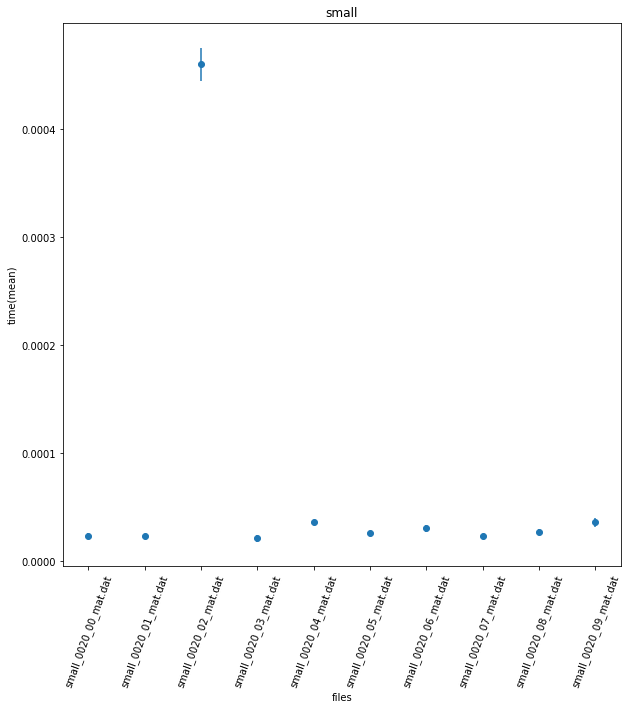 small
time(mean)
0.0004
0.0003
0.0002
0.0001
0.0000
small_0020_00_mat.dat
small_0020_01_mat.dat
small_0020_02_mat.dat
small_0020_03_mat.dat
small_0020_04_mat.dat
small_0020_05_mat.dat
small_0020_06_mat.dat
small_0020_07_mat.dat
small_0020_08_mat.dat
small_0020_09_mat.dat
files